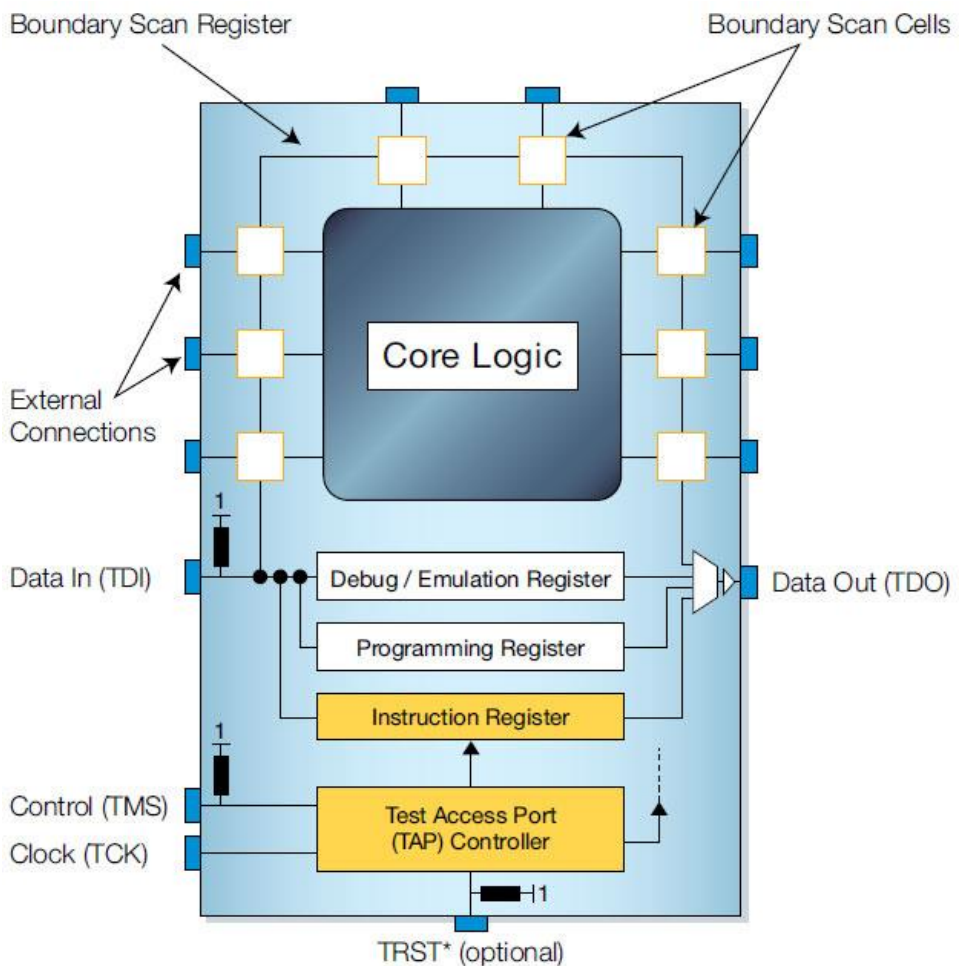 Boundary Scan Register
Boundary Scan Cells
Core Logic
External
Connections
1
Data In (TDI)
Debug / Emulation Register
Data Out (TDO)
Programming Register
Instruction Register
1
Control (TMS)
Test Access Port
(TAP) Controller
Clock (TCK)
1
TRST* (optional)